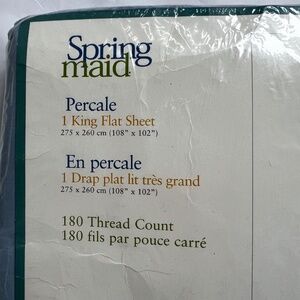 Spring
maid
Percale
1 King Flat Sheet
275 x 260 cm (108" x 102")
En percale
1 Drap plat lit très grand
275 x 260 cm (108" x 102")
180 Thread Count
180 fils par pouce carré